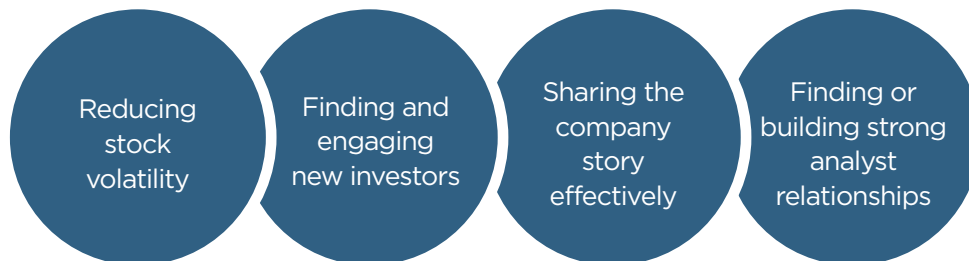 Reducing
stock
volatility
Finding and
engaging
new investors
Sharing the
company
story
effectively
Finding or
building strong
analyst
relationships